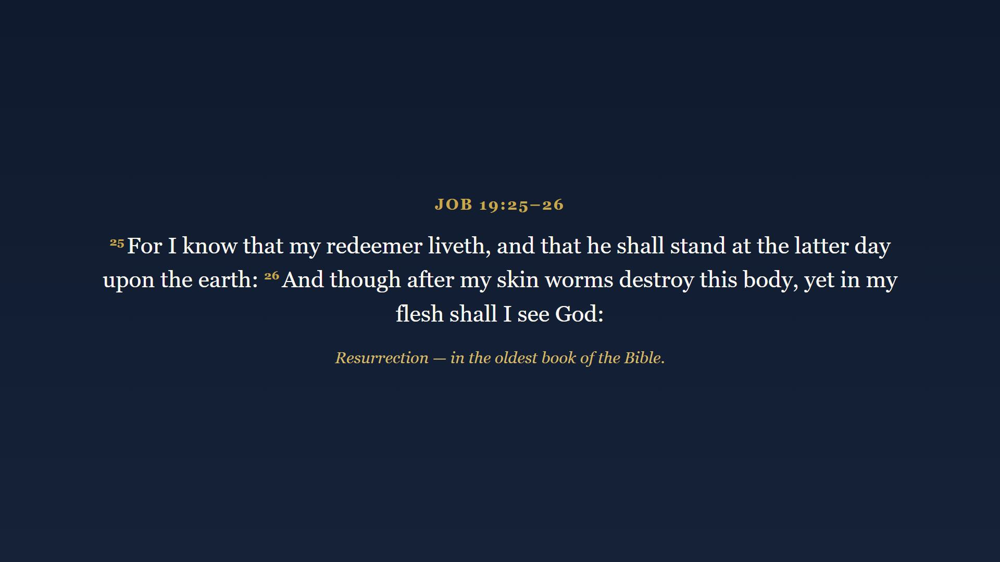 JOB 19:25–26
25 For I know that my redeemer liveth, and that he shall stand at the latter day
upon the earth: 26 And though after my skin worms destroy this body, yet in my
flesh shall I see God:
Resurrection — in the oldest book of the Bible.